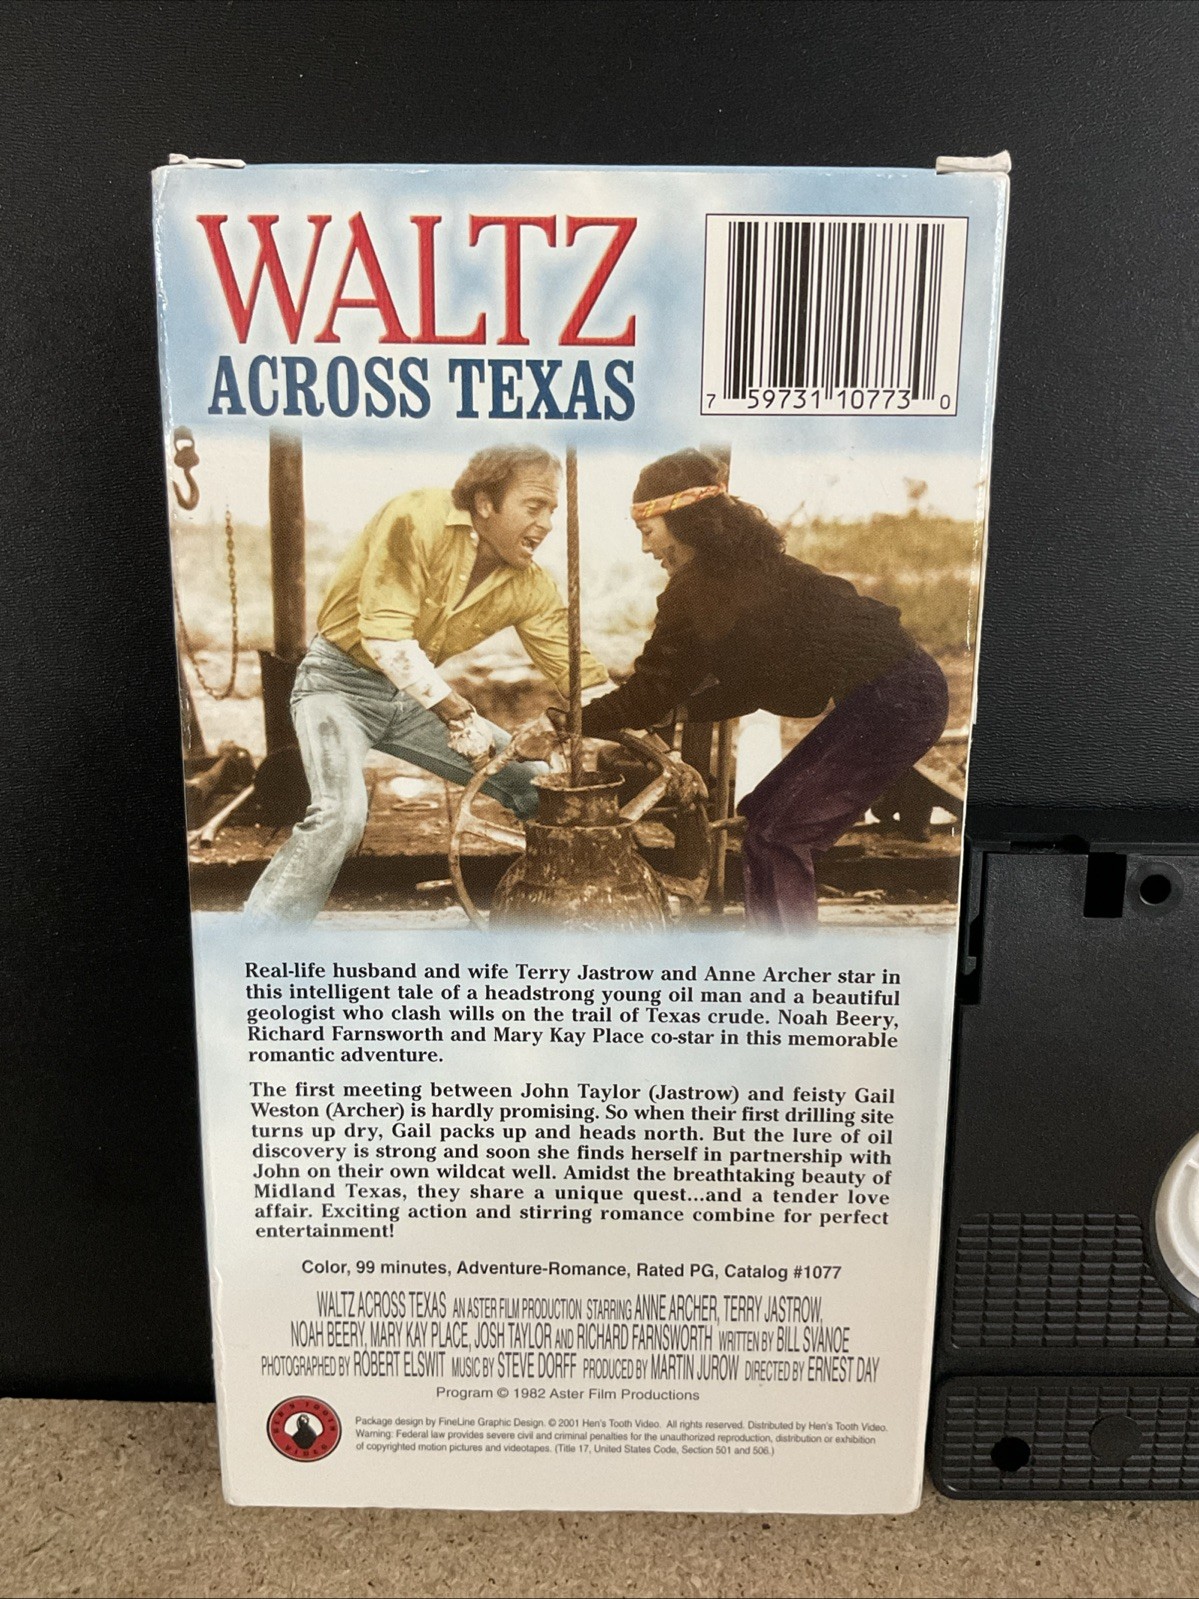 WALTZ
ACROSS TEXAS
7 59731 10773 0
Real-life husband and wife Terry Jastrow and Anne Archer star in
this intelligent tale of a headstrong young oil man and a beautiful
geologist who clash wills on the trail of Texas crude. Noah Beery,
Richard Farnsworth and Mary Kay Place co-star in this memorable
romantic adventure.
The first meeting between John Taylor (Jastrow) and feisty Gail
Weston (Archer) is hardly promising. So when their first drilling site
turns up dry, Gail packs up and heads north. But the lure of oil
discovery is strong and soon she finds herself in partnership with
John on their own wildcat well. Amidst the breathtaking beauty of
Midland Texas, they share a unique quest...and a tender love
affair. Exciting action and stirring romance combine for perfect
entertainment!
Color, 99 minutes, Adventure-Romance, Rated PG, Catalog #1077
WALTZ ACROSS TEXAS AN ASTER FILM PRODUCTION STARRING ANNE ARCHER, TERRY JASTROW,
NOAH BEERY, MARY KAY PLACE, JOSH TAYLOR AND RICHARD FARNSWORTH WRITTEN BY BILL SVANOE
PHOTOGRAPHED BY ROBERT ELSWIT MUSIC BY STEVE DORFF PRODUCED BY MARTIN JUROW DIRECTED BY ERNEST DAY
Program © 1982 Aster Film Productions
HEN'S TOOTH VIDEO
Package design by FineLine Graphic Design. © 2001 Hen's Tooth Video. All rights reserved. Distributed by Hen's Tooth Video.
Warning: Federal law provides severe civil and criminal penalties for the unauthorized reproduction, distribution or exhibition
of copyrighted motion pictures and videotapes. (Title 17, United States Code, Section 501 and 506.)